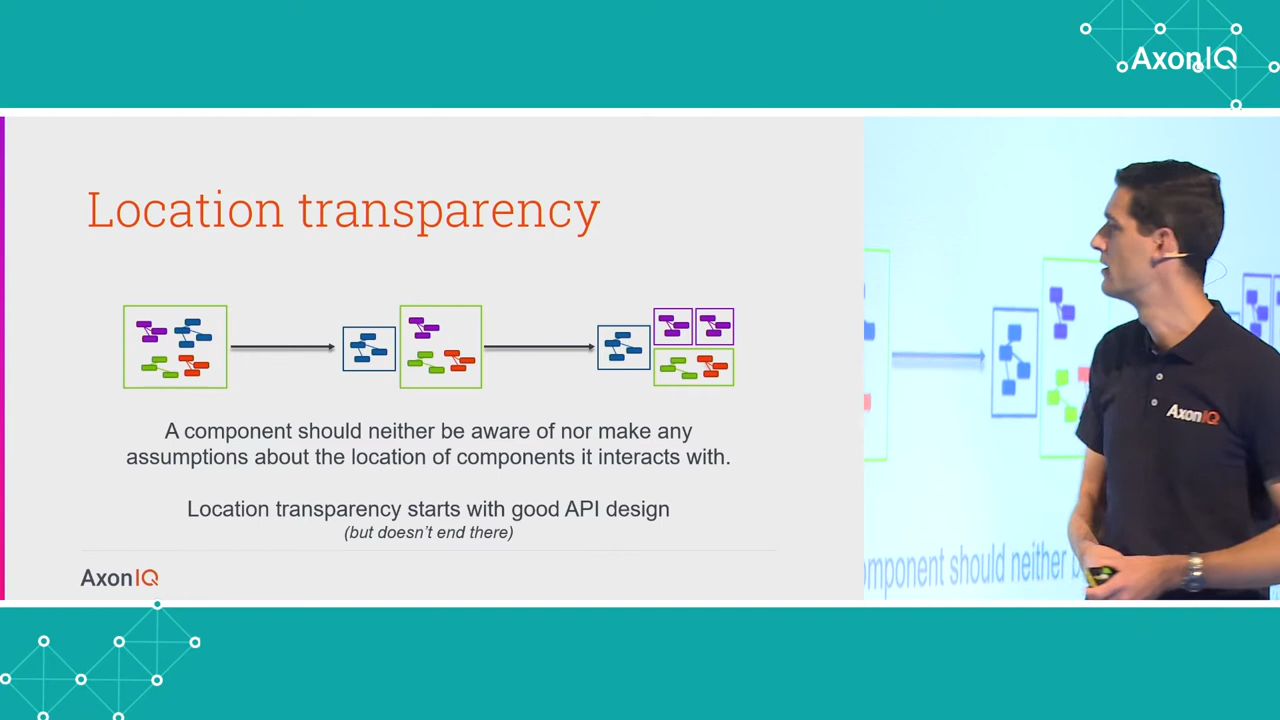 AxonIQ
Location transparency
A component should neither be aware of nor make any
assumptions about the location of components it interacts with.
Location transparency starts with good API design
(but doesn't end there)
AxonIQ
AxonIQ
omponent should neither b